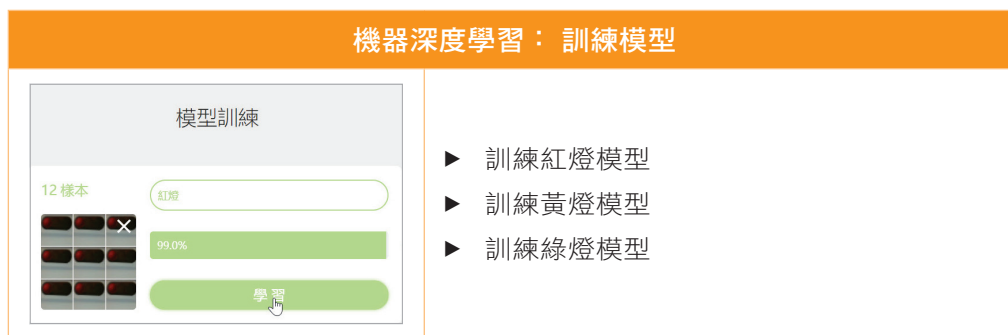 機器深度學習： 訓練模型
模型訓練
12 樣本
紅燈
99.0%
學習
► 訓練紅燈模型
► 訓練黃燈模型
► 訓練綠燈模型